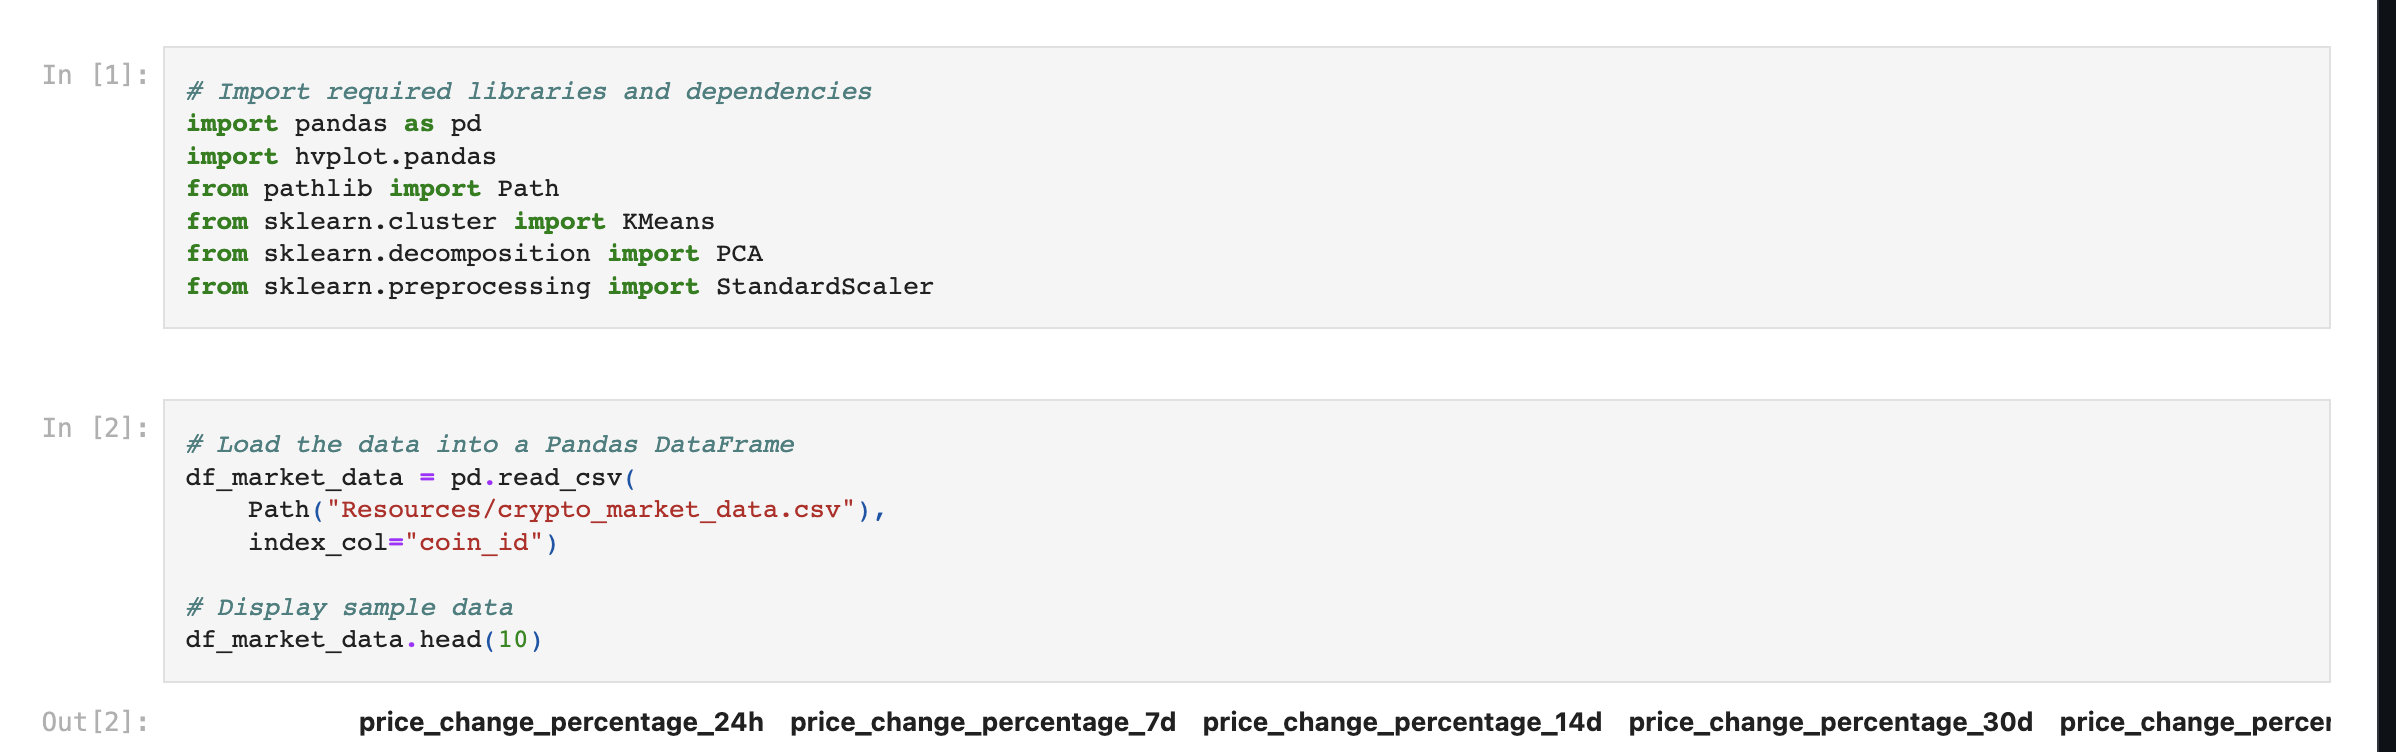 In [1]:
# Import required libraries and dependencies
import pandas as pd
import hvplot.pandas
from pathlib import Path
from sklearn.cluster import KMeans
from sklearn.decomposition import PCA
from sklearn.preprocessing import StandardScaler
In [2]:
# Load the data into a Pandas DataFrame
df_market_data = pd.read_csv(
    Path("Resources/crypto_market_data.csv"),
    index_col="coin_id")
# Display sample data
df_market_data.head(10)
Out[2]:
price_change_percentage_24h price_change_percentage_7d price_change_percentage_14d price_change_percentage_30d price_change_percer